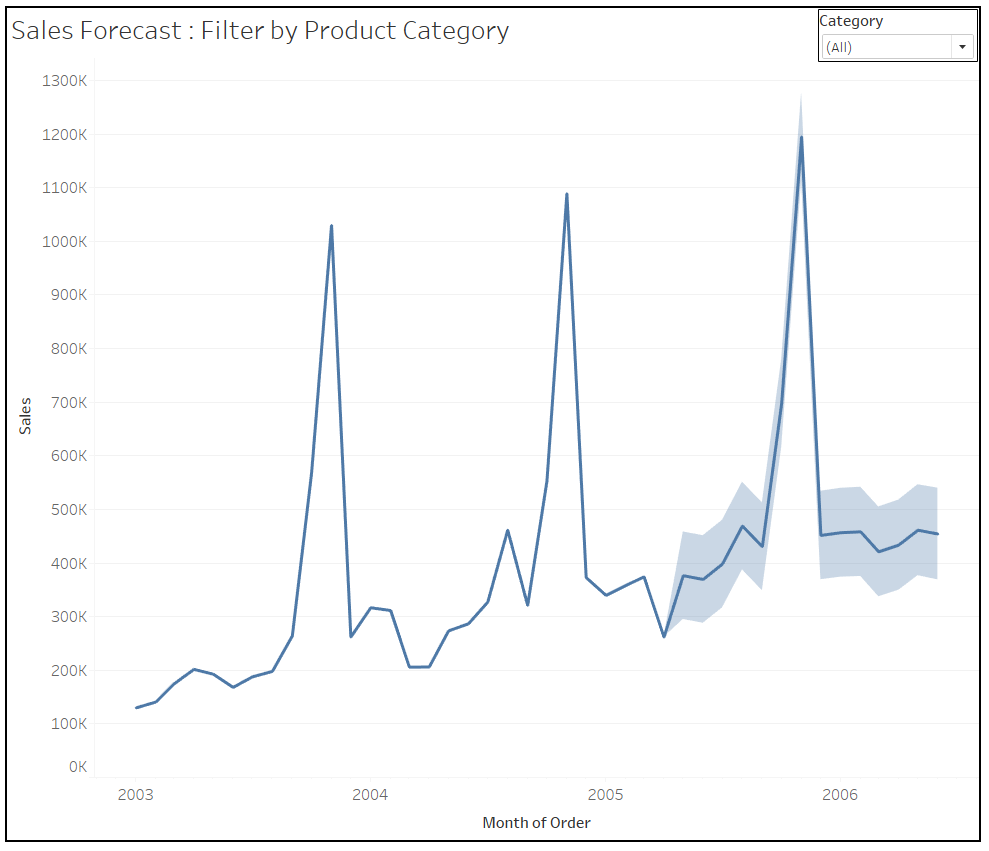 Sales Forecast : Filter by Product Category
Category
(All)
1300K
1200K
1100K
1000K
900K
800K
700K
600K
500K
400K
300K
200K
100K
0K
Sales
2003 2004 2005 2006
Month of Order